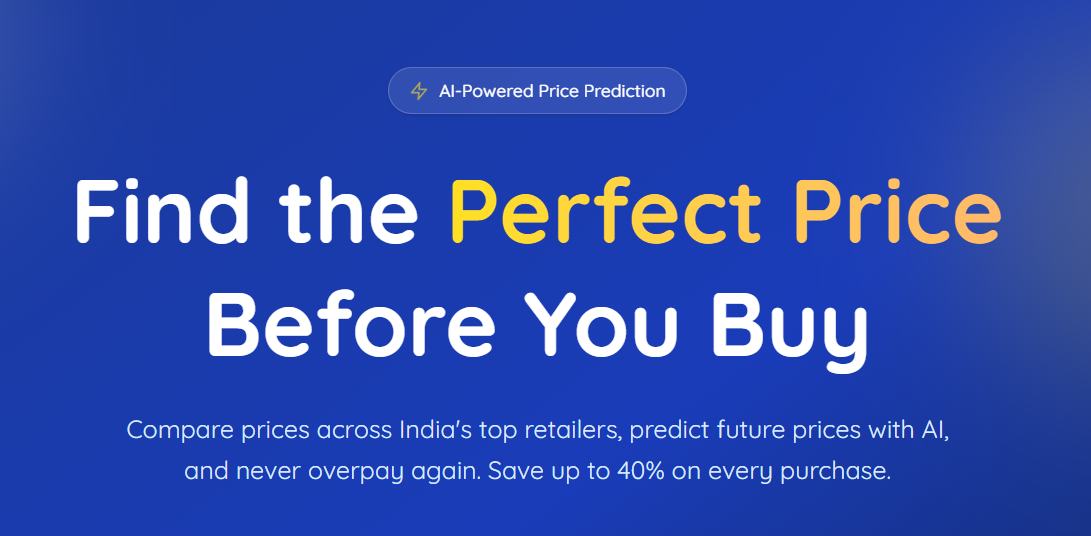 AI-Powered Price Prediction
Find the Perfect Price
Before You Buy
Compare prices across India's top retailers, predict future prices with AI,
and never overpay again. Save up to 40% on every purchase.